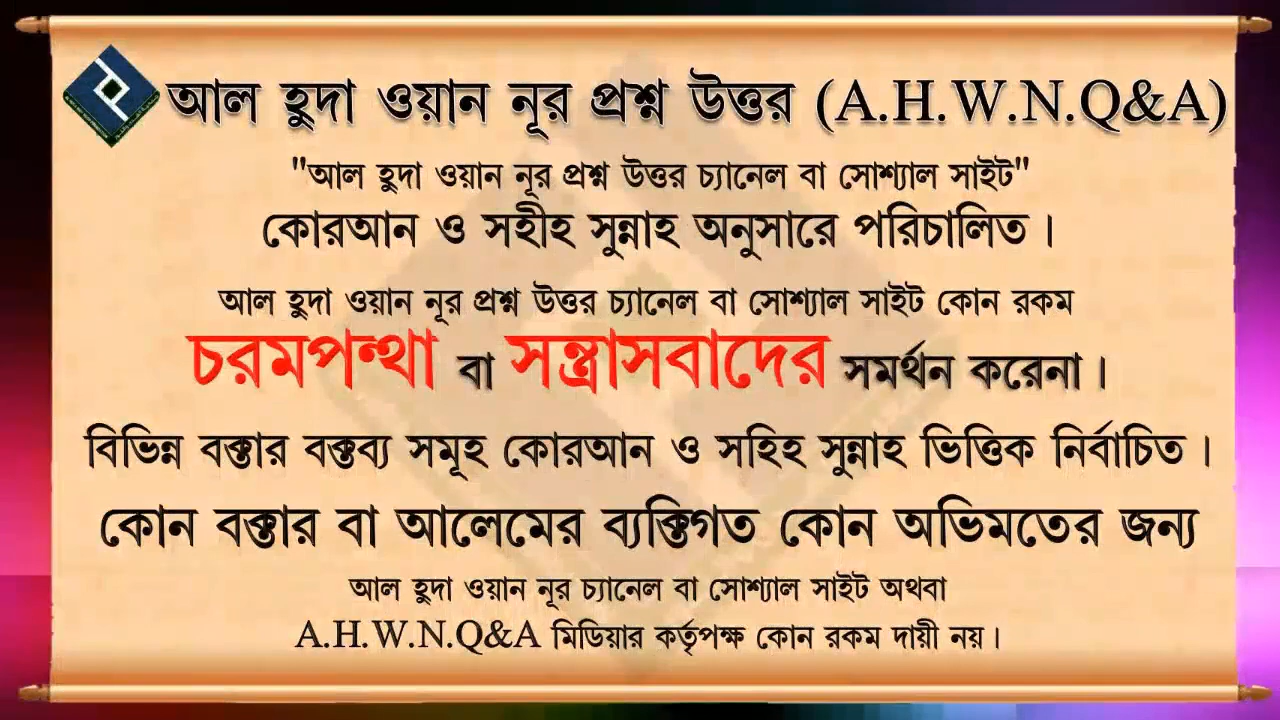 আল হুদা ওয়ান নূর প্রশ্ন উত্তর (A.H.W.N.Q&A)
"আল হুদা ওয়ান নূর প্রশ্ন উত্তর চ্যানেল বা সোশ্যাল সাইট"
কোরআন ও সহীহ সুন্নাহ অনুসারে পরিচালিত।
আল হুদা ওয়ান নূর প্রশ্ন উত্তর চ্যানেল বা সোশ্যাল সাইট কোন রকম
চরমপন্থা বা সন্ত্রাসবাদের সমর্থন করেনা।
বিভিন্ন বক্তার বক্তব্য সমূহ কোরআন ও সহিহ সুন্নাহ ভিত্তিক নির্বাচিত।
কোন বক্তার বা আলেমের ব্যক্তিগত কোন অভিমতের জন্য
আল হুদা ওয়ান নূর চ্যানেল বা সোশ্যাল সাইট অথবা
A.H.W.N.Q&A মিডিয়ার কর্তৃপক্ষ কোন রকম দায়ী নয়।